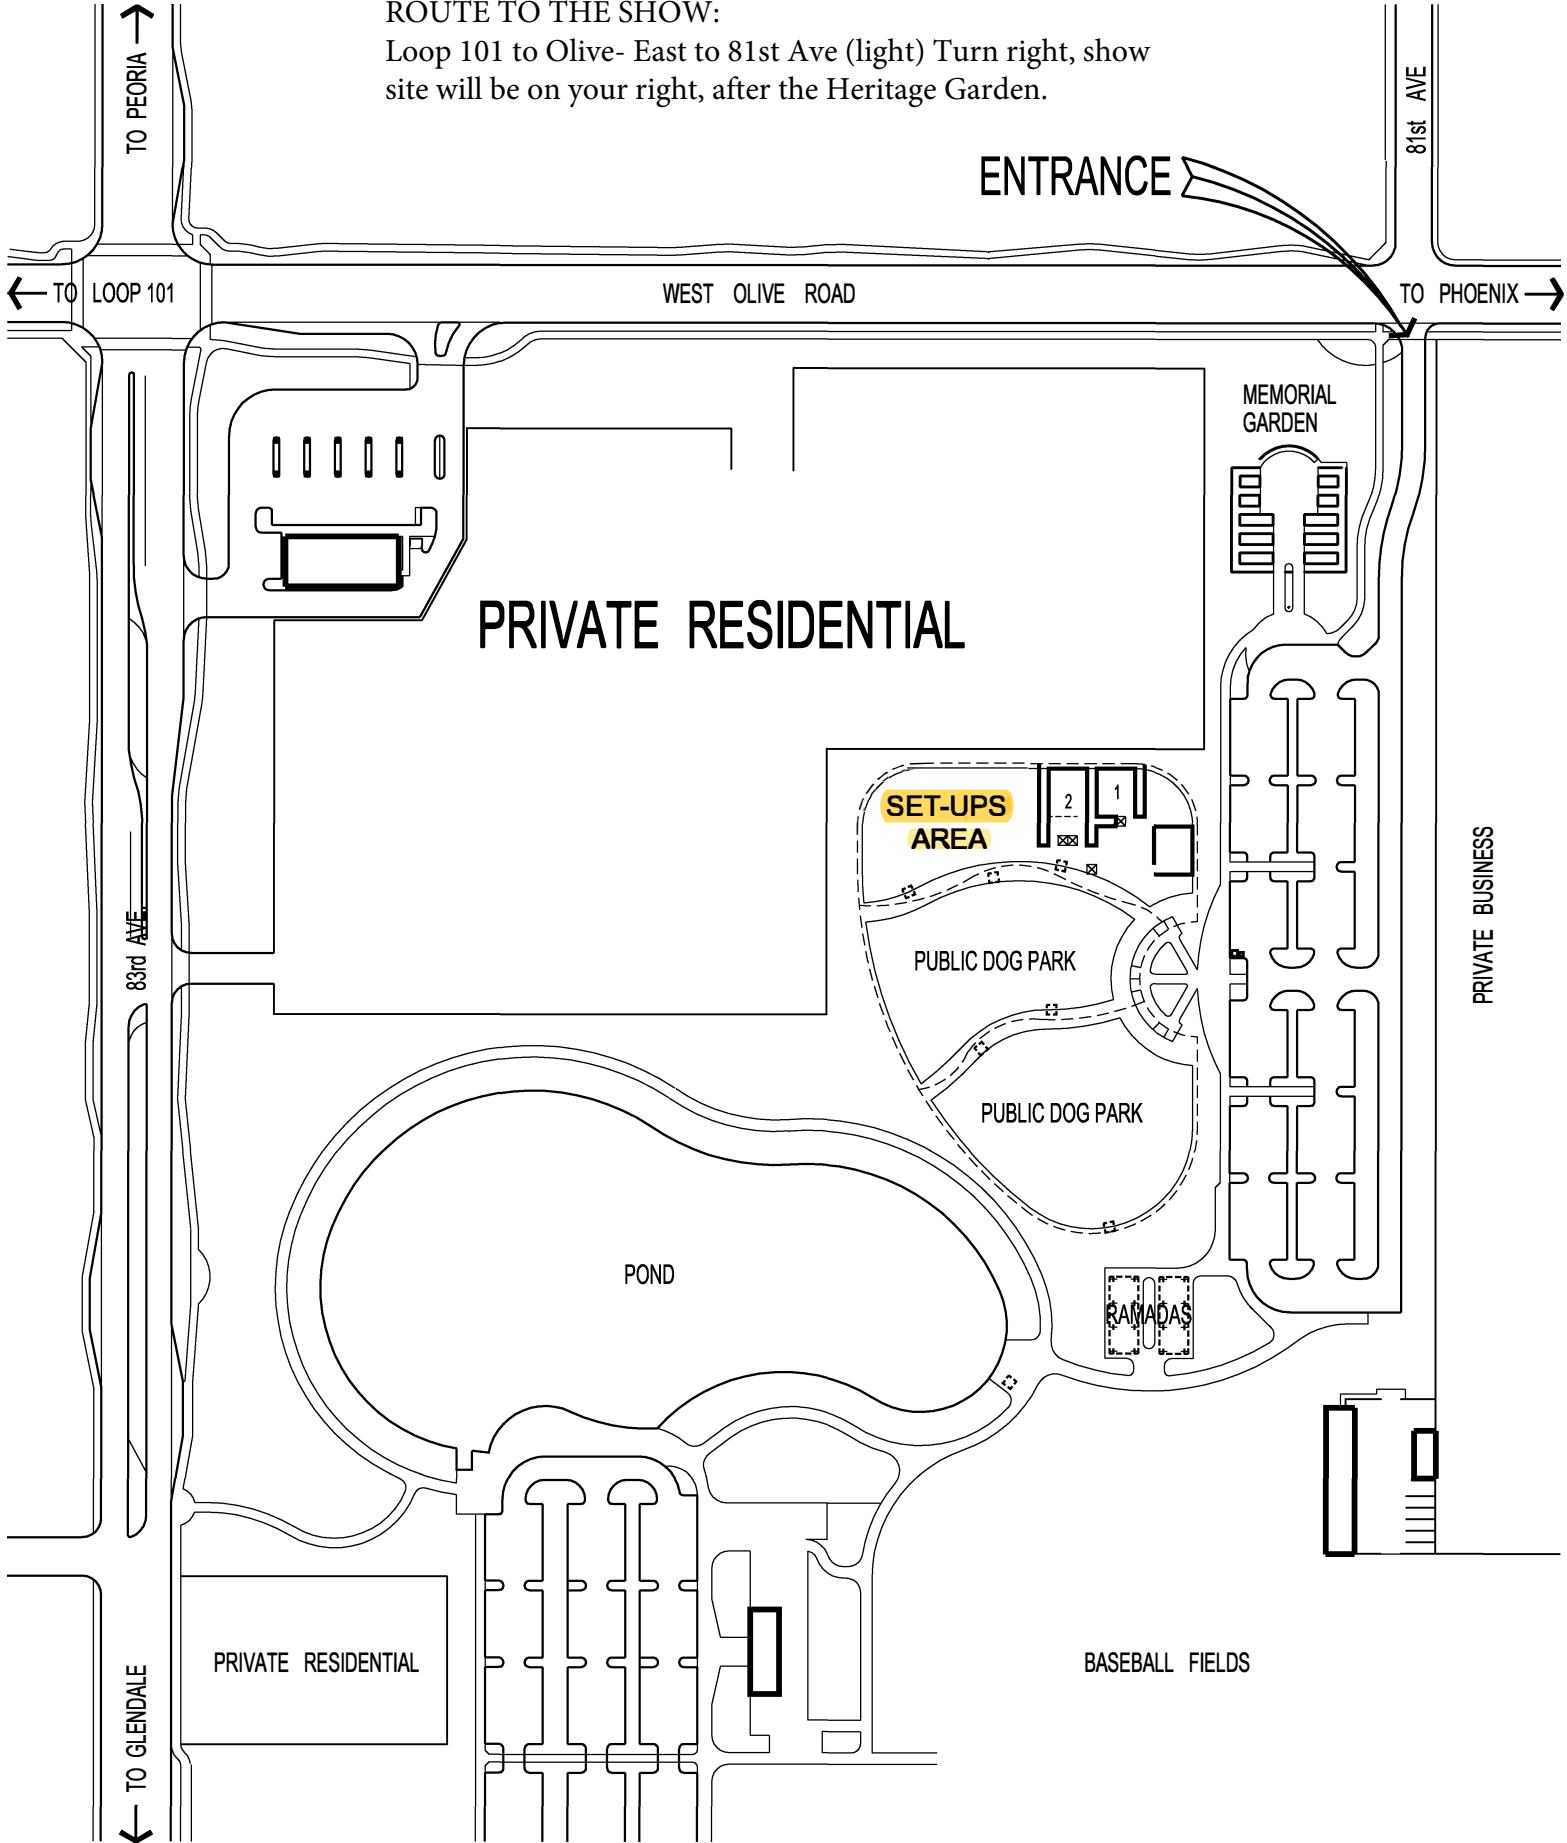 ROUTE TO THE SHOW:
Loop 101 to Olive- East to 81st Ave (light) Turn right, show
site will be on your right, after the Heritage Garden.
TO PEORIA
81st AVE
ENTRANCE
TO LOOP 101
WEST OLIVE ROAD
TO PHOENIX
MEMORIAL
GARDEN
PRIVATE RESIDENTIAL
SET-UPS
AREA
2
1
PRIVATE BUSINESS
83rd AVE
PUBLIC DOG PARK
PUBLIC DOG PARK
POND
RAMADAS
PRIVATE RESIDENTIAL
BASEBALL FIELDS
TO GLENDALE